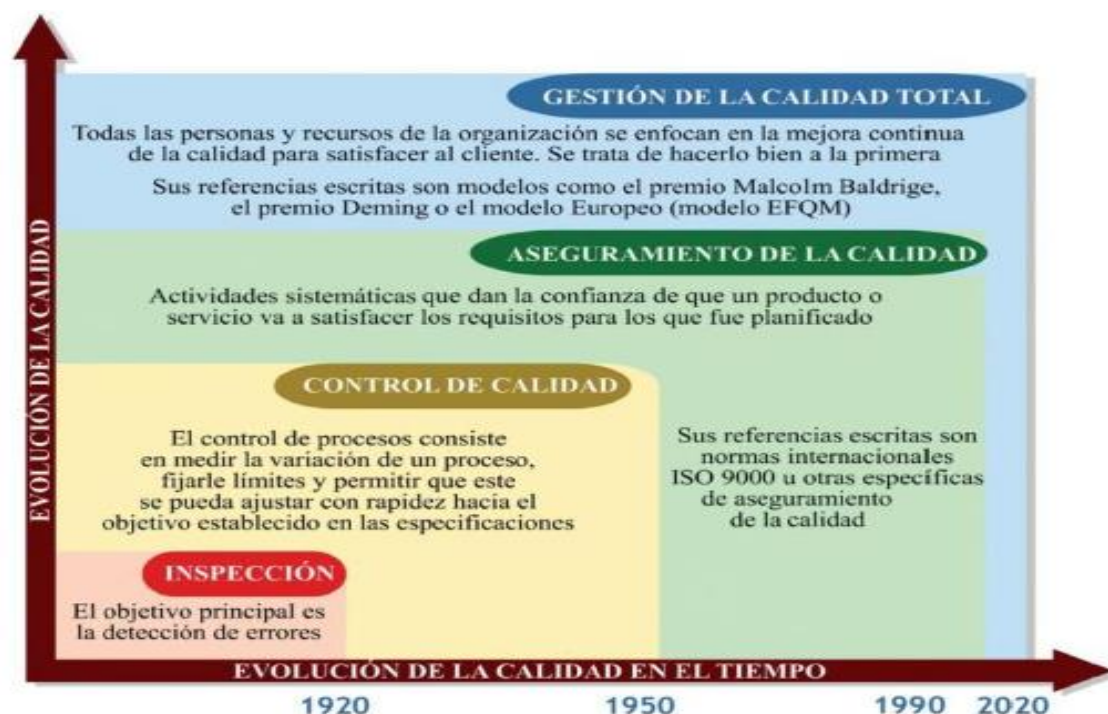 GESTIÓN DE LA CALIDAD TOTAL
Todas las personas y recursos de la organización se enfocan en la mejora continua
de la calidad para satisfacer al cliente. Se trata de hacerlo bien a la primera
Sus referencias escritas son modelos como el premio Malcolm Baldrige,
el premio Deming o el modelo Europeo (modelo EFQM)
ASEGURAMIENTO DE LA CALIDAD
Actividades sistemáticas que dan la confianza de que un producto o
servicio va a satisfacer los requisitos para los que fue planificado
CONTROL DE CALIDAD
El control de procesos consiste
en medir la variación de un proceso,
fijarle límites y permitir que este
se pueda ajustar con rapidez hacia el
objetivo establecido en las especificaciones
Sus referencias escritas son
normas internacionales
ISO 9000 u otras específicas
de aseguramiento
de la calidad
INSPECCIÓN
El objetivo principal es
la detección de errores
EVOLUCIÓN DE LA CALIDAD
EVOLUCIÓN DE LA CALIDAD EN EL TIEMPO
1920 1950 1990 2020